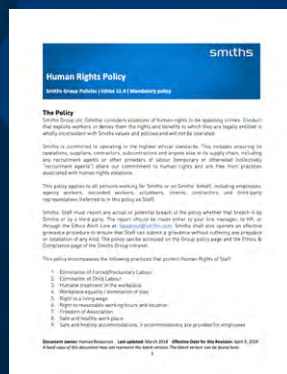 smiths
Human Rights Policy
Smiths Group Policies | Ethics 11.4 | Mandatory policy
The Policy
Smiths Group plc (Smiths) considers violations of human rights to be appalling crimes. Conduct
that exploits workers or denies them the rights and benefits to which they are legally entitled is
wholly inconsistent with Smiths values and policies and will not be tolerated.
Smiths is committed to operating to the highest ethical standards. This includes ensuring its
operations, suppliers, contractors, subcontractors and anyone else in its supply chain, including
any recruitment agents or other providers of labour (temporary or otherwise) (collectively
"recruitment agents") share our commitment to human rights and are free from practices
associated with human rights violations.
This policy applies to all persons working for Smiths or on Smiths' behalf, including employees,
agency workers, seconded workers, volunteers, interns, contractors, and third-party
representatives (referred to in this policy as Staff).
Smiths Staff must report any actual or potential breach of the policy whether that breach is by
Smiths or by a third party. The report should be made either to your line manager, to HR, or
through the Ethics Alert Line at: Smiths shall also operate an effective
grievance procedure to ensure that Staff can submit a grievance without suffering any prejudice
or retaliation of any kind. The policy can be accessed on the Group policy page and the Ethics &
Compliance page of the Smiths Group intranet.
This policy encompasses the following practices that protect Human Rights of Staff:
1 Elimination of Forced/Involuntary Labour
2 Elimination of Child Labour
3 Humane treatment in the workplace
4 Workplace equality / elimination of bias
5 Right to a living wage
6 Right to reasonable working hours and vacation
7 Freedom of Association
8 Safe and healthy work place
9 Safe and healthy accommodations, if accommodations are provided for employees
Document owner: Human Resources Last updated: March 2018 Effective Date for this Revision: April 9, 2018
A hard copy of this document may not represent the latest version. The latest version can be found here.